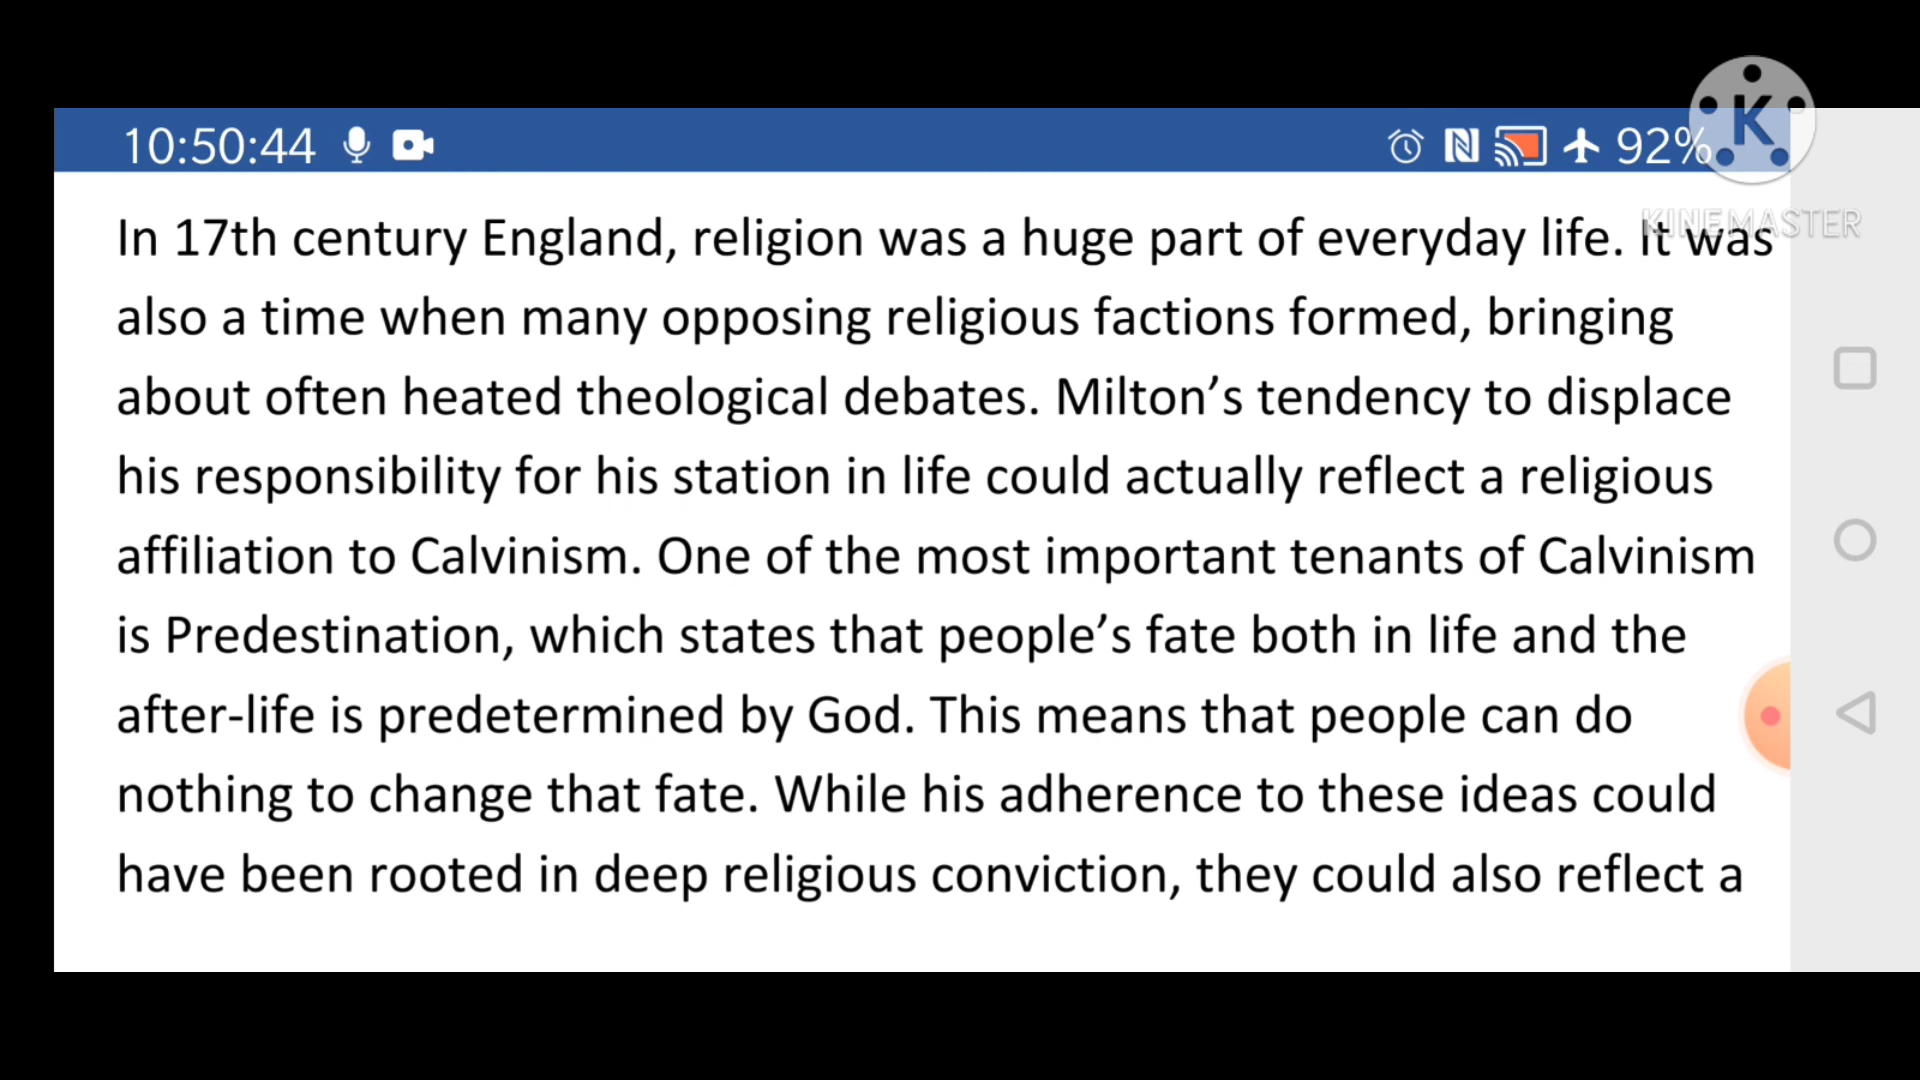 10:50:44 92%
K
KINEMASTER
In 17th century England, religion was a huge part of everyday life. It was
also a time when many opposing religious factions formed, bringing
about often heated theological debates. Milton’s tendency to displace
his responsibility for his station in life could actually reflect a religious
affiliation to Calvinism. One of the most important tenants of Calvinism
is Predestination, which states that people’s fate both in life and the
after-life is predetermined by God. This means that people can do
nothing to change that fate. While his adherence to these ideas could
have been rooted in deep religious conviction, they could also reflect a